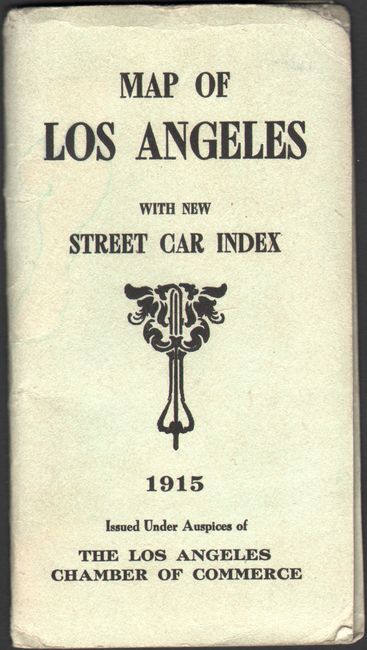 MAP OF
LOS ANGELES
WITH NEW
STREET CAR INDEX
1915
Issued Under Auspices of
THE LOS ANGELES
CHAMBER OF COMMERCE